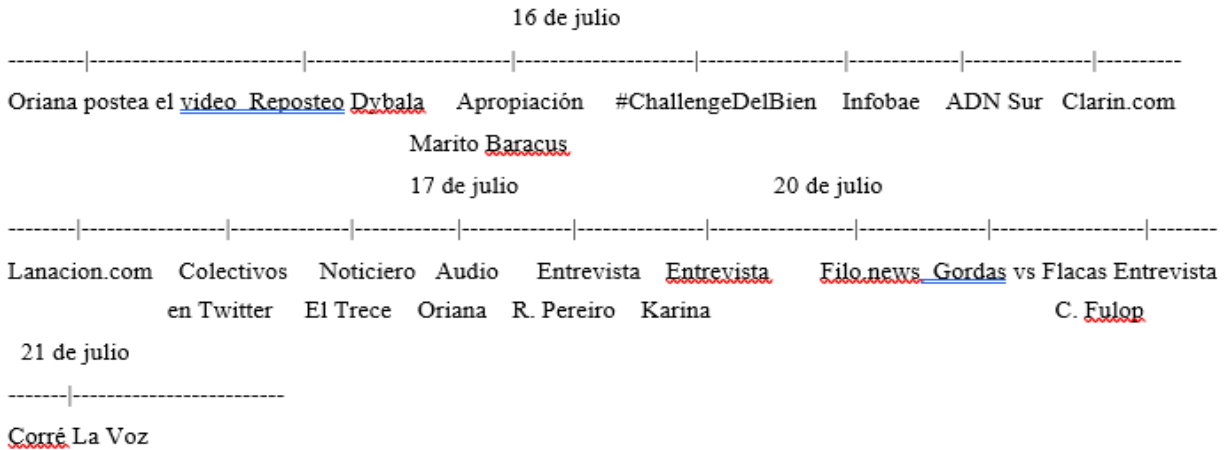 16 de julio
---------|-------------------------|------------------------|---------------------|-----------------|-------------|---------------|----------
Oriana postea el video Reposteo Dybala Apropiación #ChallengeDelBien Infobae ADN Sur Clarin.com
Marito Baracus
17 de julio 20 de julio
--------|-----------------|--------------|------------|-------------|---------------|-----------------|---------------|------------------|--------
Lanacion.com Colectivos Noticiero Audio Entrevista Entrevista Filo.news Gordas vs Flacas Entrevista
en Twitter El Trece Oriana R. Pereiro Karina C. Fulop
21 de julio
-------|-------------------------
Corré La Voz